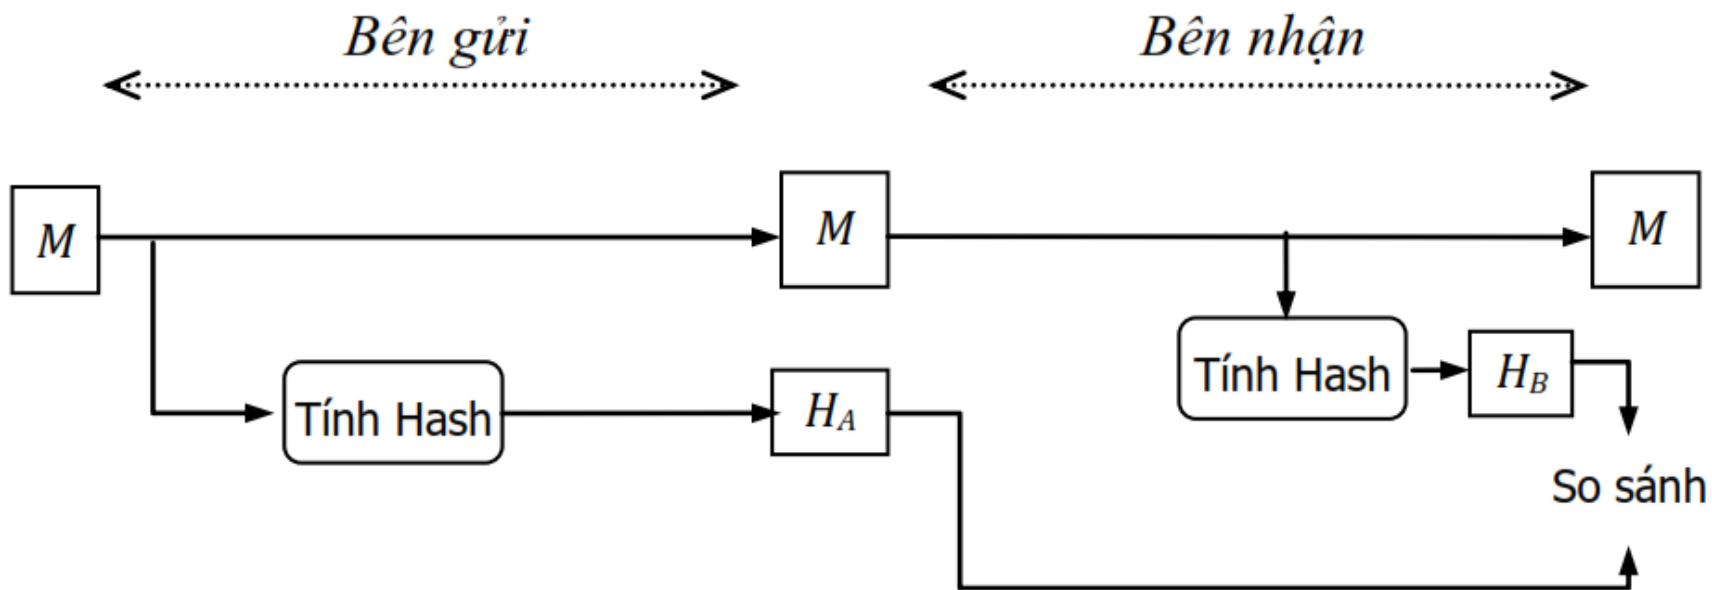 Bên gửi
Bên nhận
M
M
M
Tính Hash
H_A
Tính Hash
H_B
So sánh